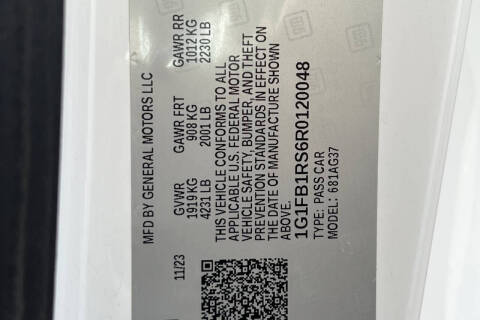 MFD BY GENERAL MOTORS LLC
11/23 GVWR GAWR FRT GAWR RR
1919 KG 908 KG 1012 KG
4231 LB 2001 LB 2230 LB
THIS VEHICLE CONFORMS TO ALL
APPLICABLE U.S. FEDERAL MOTOR
VEHICLE SAFETY, BUMPER, AND THEFT
PREVENTION STANDARDS IN EFFECT ON
THE DATE OF MANUFACTURE SHOWN
ABOVE.
1G1FB1RS6R0120048
TYPE: PASS CAR
MODEL: 681AG37